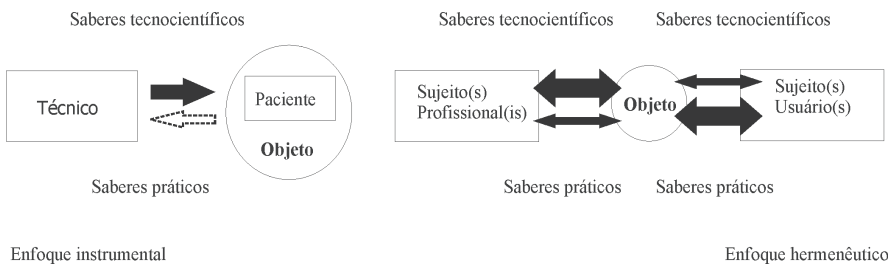 Saberes tecnocientíficos
Técnico
Paciente
Objeto
Saberes práticos
Enfoque instrumental
Saberes tecnocientíficos
Saberes tecnocientíficos
Sujeito(s)
Profissional(is)
Objeto
Sujeito(s)
Usuário(s)
Saberes práticos
Saberes práticos
Enfoque hermenêutico